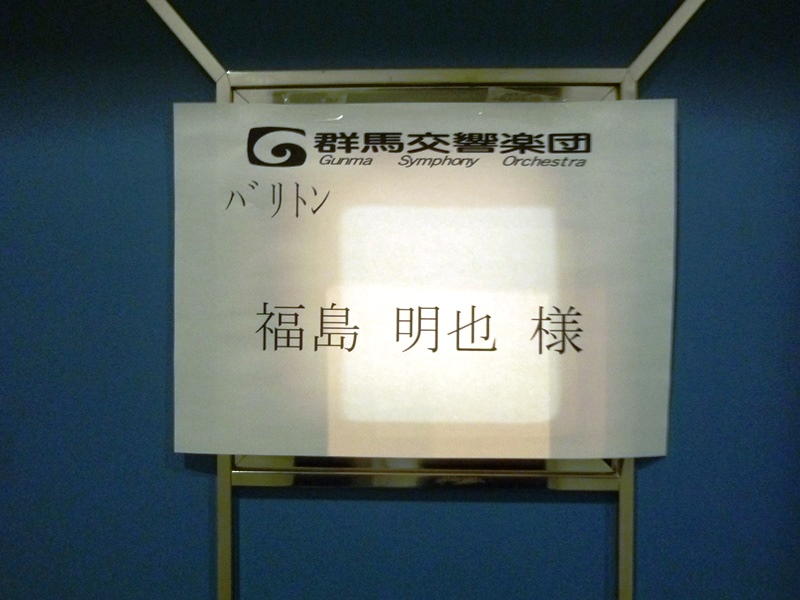 群馬交響楽団
Gunma Symphony Orchestra
バリトン
福島 明也 様